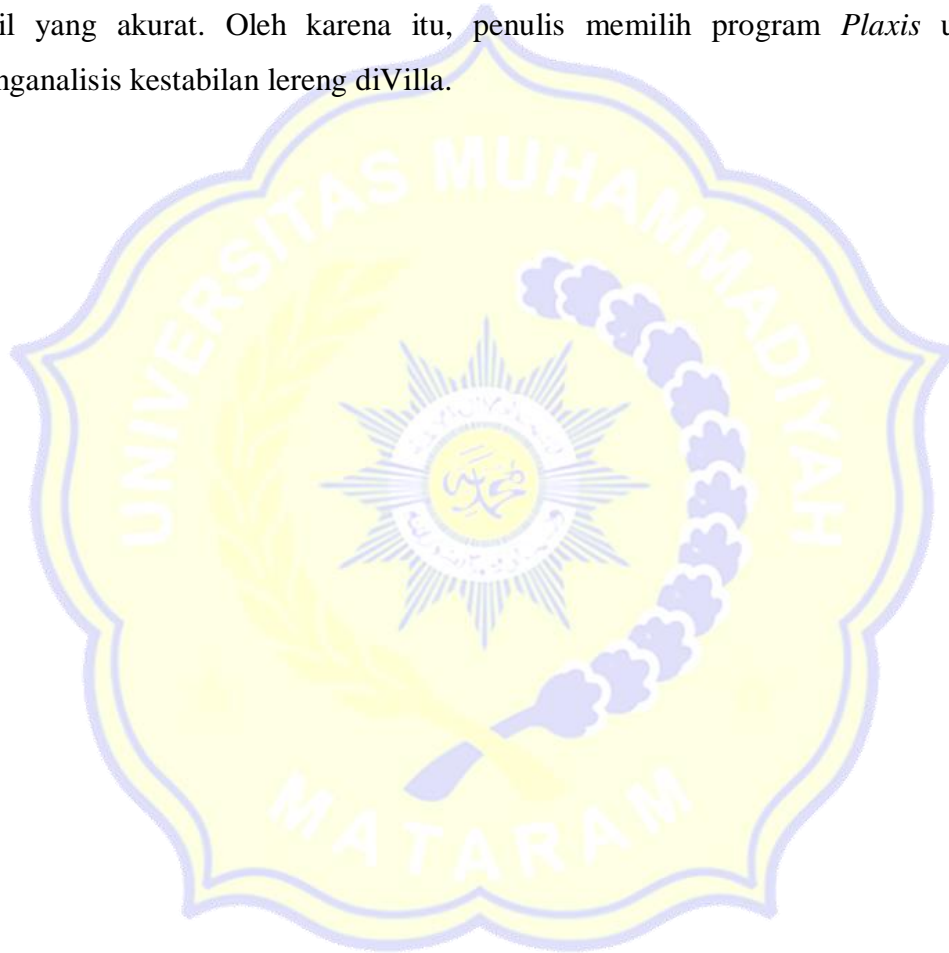 il yang akurat. Oleh karena itu, penulis memilih program Plaxis u
nganalisis kestabilan lereng diVilla.
UNIVERSITAS MUHAMMADIYAH
MATARAM